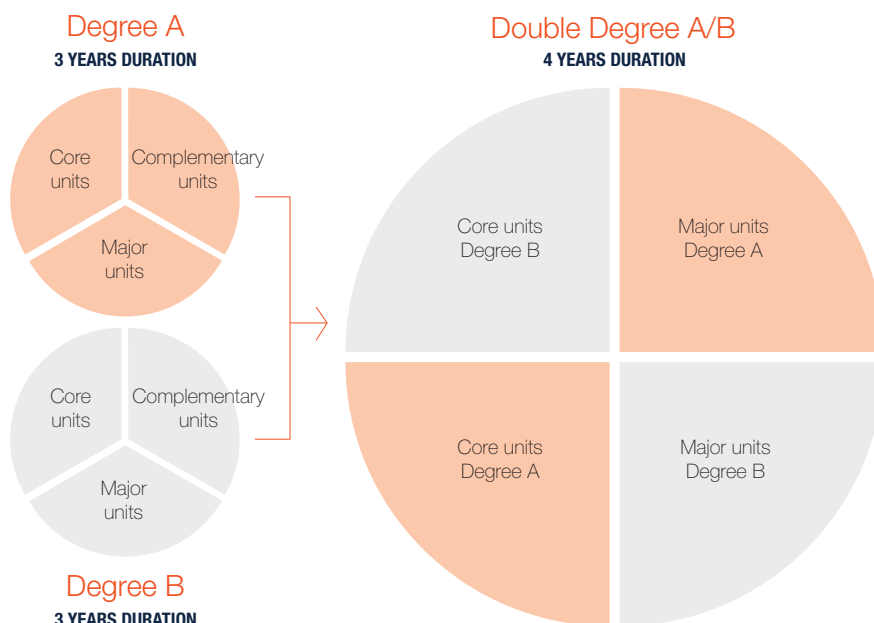 Degree A
3 YEARS DURATION
Core
units
Complementary
units
Major
units
Core
units
Complementary
units
Major
units
Degree B
3 YEARS DURATION
Double Degree A/B
4 YEARS DURATION
Core units
Degree B
Major units
Degree A
Core units
Degree A
Major units
Degree B